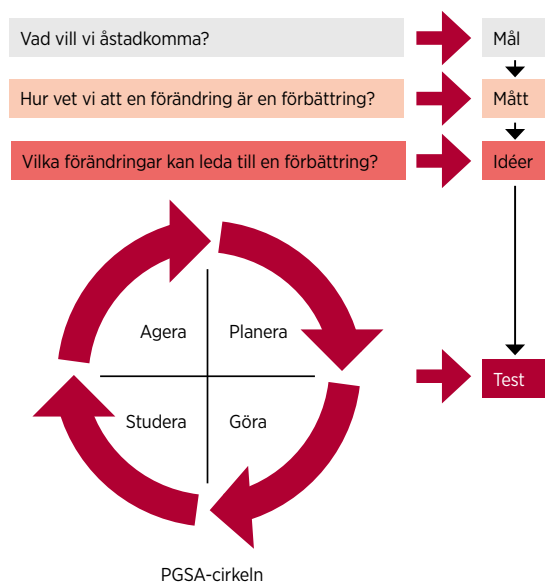 Vad vill vi åstadkomma?
Mål
Hur vet vi att en förändring är en förbättring?
Mått
Vilka förändringar kan leda till en förbättring?
Idéer
Agera
Planera
Test
Studera
Göra
PGSA-cirkeln